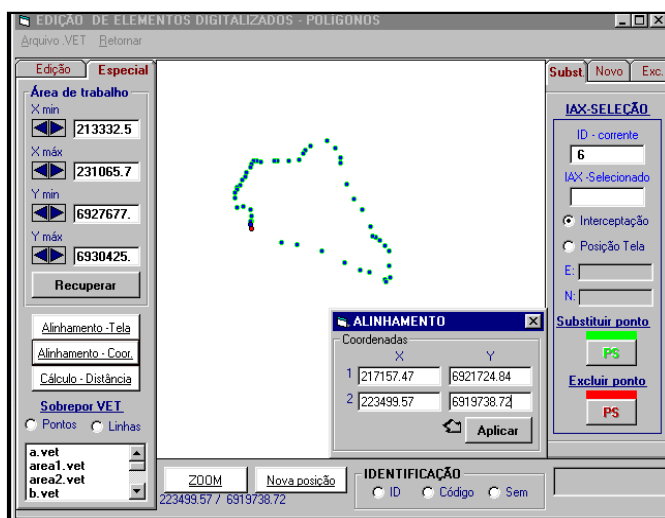 EDIÇÃO DE ELEMENTOS DIGITALIZADOS - POLÍGONOS
Arquivo .VET Retornar
Edição Especial
Área de trabalho
X min
213332.5
X máx
231065.7
Y min
6927677.
Y máx
6930425.
Recuperar
Alinhamento -Tela
Alinhamento - Coor.
Cálculo - Distância
Sobrepor VET
Pontos Linhas
a.vet
area1.vet
area2.vet
b.vet
ALINHAMENTO
Coordenadas
X Y
1 217157.47 6921724.84
2 223499.57 6919738.72
Aplicar
ZOOM Nova posição
223499.57 / 6919738.72
IDENTIFICAÇÃO
ID Código Sem
Subst. Novo Exc.
IAX-SELEÇÃO
ID - corrente
6
IAX -Selecionado
Interceptação
Posição Tela
E:
N:
Substituir ponto
PS
Excluir ponto
PS